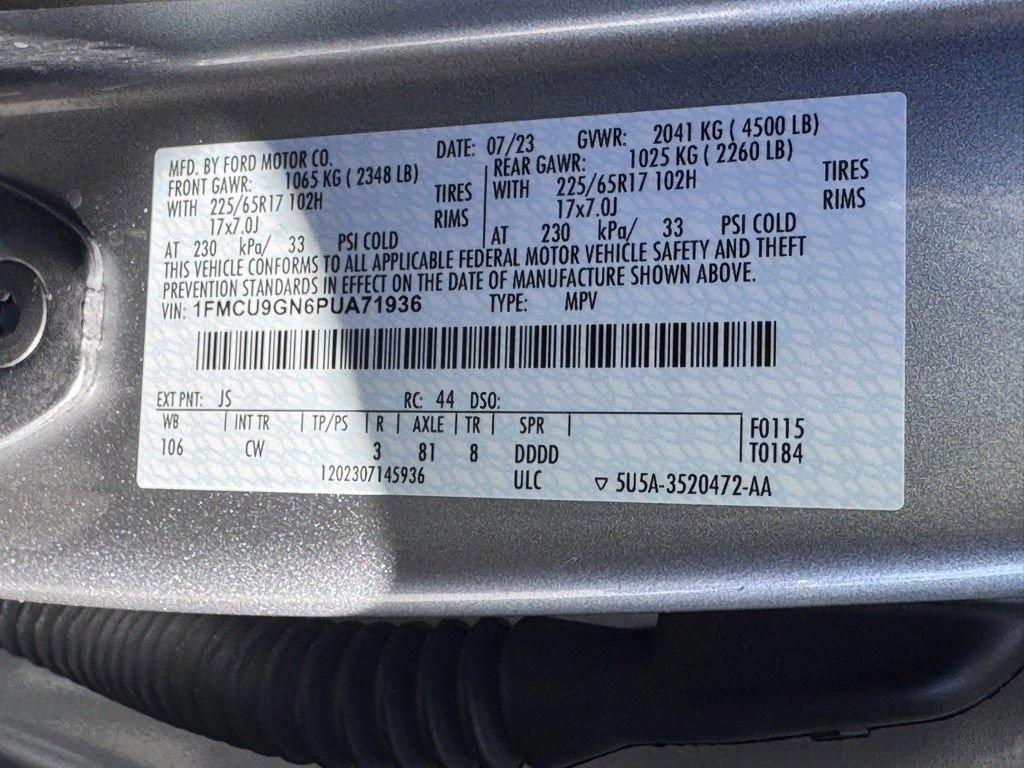 MFD. BY FORD MOTOR CO. DATE: 07/23 GVWR: 2041 KG ( 4500 LB)
FRONT GAWR: 1065 KG ( 2348 LB) REAR GAWR: 1025 KG ( 2260 LB)
WITH 225/65R17 102H TIRES WITH 225/65R17 102H TIRES
17x7.0J RIMS 17x7.0J RIMS
AT 230 kPa/ 33 PSI COLD AT 230 kPa/ 33 PSI COLD
THIS VEHICLE CONFORMS TO ALL APPLICABLE FEDERAL MOTOR VEHICLE SAFETY AND THEFT
PREVENTION STANDARDS IN EFFECT ON THE DATE OF MANUFACTURE SHOWN ABOVE.
VIN: 1FMCU9GN6PUA71936 TYPE: MPV
EXT PNT: JS RC: 44 DSO:
WB | INT TR | TP/PS | R | AXLE | TR | SPR | F0115
106 CW 3 81 8 DDDD T0184
1202307145936 ULC ▽ 5U5A-3520472-AA